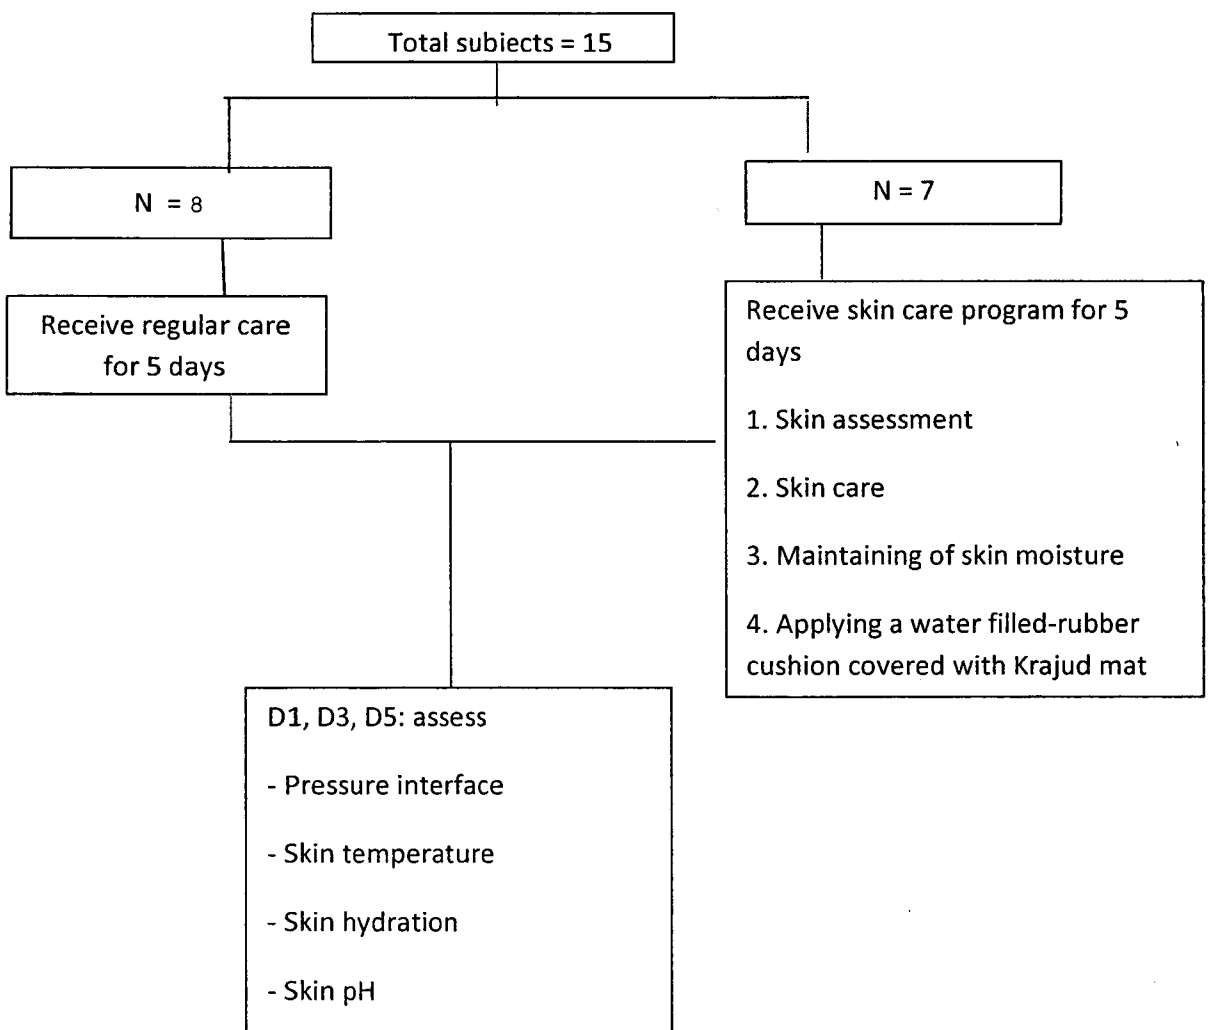 Total subiects = 15
N = 8
N = 7
Receive regular care
for 5 days
Receive skin care program for 5
days
1. Skin assessment
2. Skin care
3. Maintaining of skin moisture
4. Applying a water filled-rubber
cushion covered with Krajud mat
D1, D3, D5: assess
- Pressure interface
- Skin temperature
- Skin hydration
- Skin pH